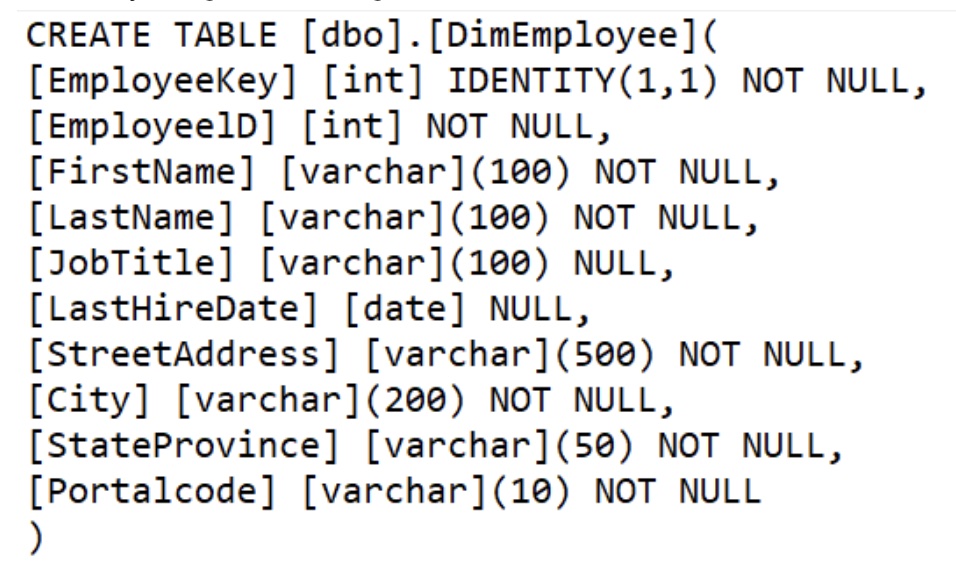 CREATE TABLE [dbo].[DimEmployee](
[EmployeeKey] [int] IDENTITY(1,1) NOT NULL,
[EmployeelD] [int] NOT NULL,
[FirstName] [varchar](100) NOT NULL,
[LastName] [varchar](100) NOT NULL,
[JobTitle] [varchar](100) NULL,
[LastHireDate] [date] NULL,
[StreetAddress] [varchar](500) NOT NULL,
[City] [varchar](200) NOT NULL,
[StateProvince] [varchar](50) NOT NULL,
[Portalcode] [varchar](10) NOT NULL
)